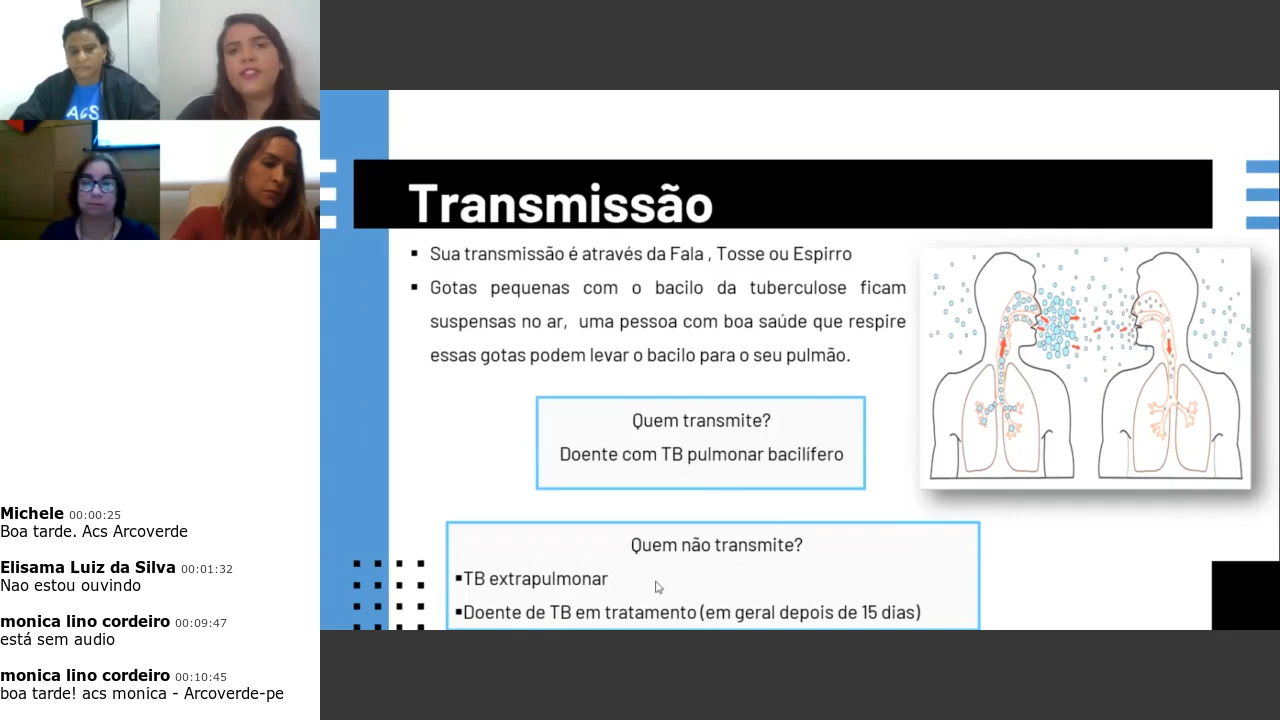 ACS
Transmissão
▪ Sua transmissão é através da Fala , Tosse ou Espirro
▪ Gotas pequenas com o bacilo da tuberculose ficam
suspensas no ar, uma pessoa com boa saúde que respire
essas gotas podem levar o bacilo para o seu pulmão.
Quem transmite?
Doente com TB pulmonar bacilífero
Quem não transmite?
▪TB extrapulmonar
▪Doente de TB em tratamento (em geral depois de 15 dias)
Michele 00:00:25
Boa tarde. Acs Arcoverde
Elisama Luiz da Silva 00:01:32
Nao estou ouvindo
monica lino cordeiro 00:09:47
está sem audio
monica lino cordeiro 00:10:45
boa tarde! acs monica - Arcoverde-pe